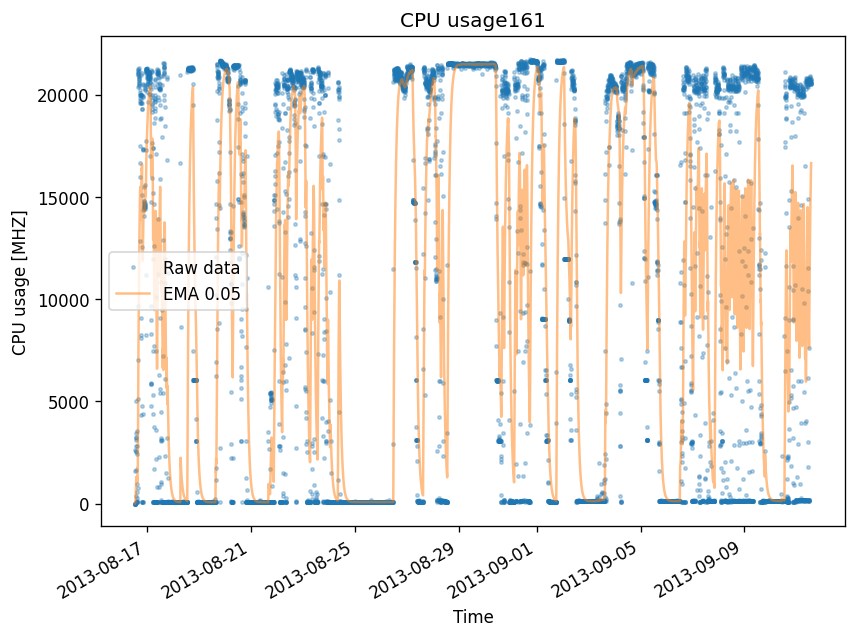 CPU usage161
CPU usage [MHZ]
20000
15000
10000
5000
0
Raw data
EMA 0.05
2013-08-17
2013-08-21
2013-08-25
2013-08-29
2013-09-01
2013-09-05
2013-09-09
Time